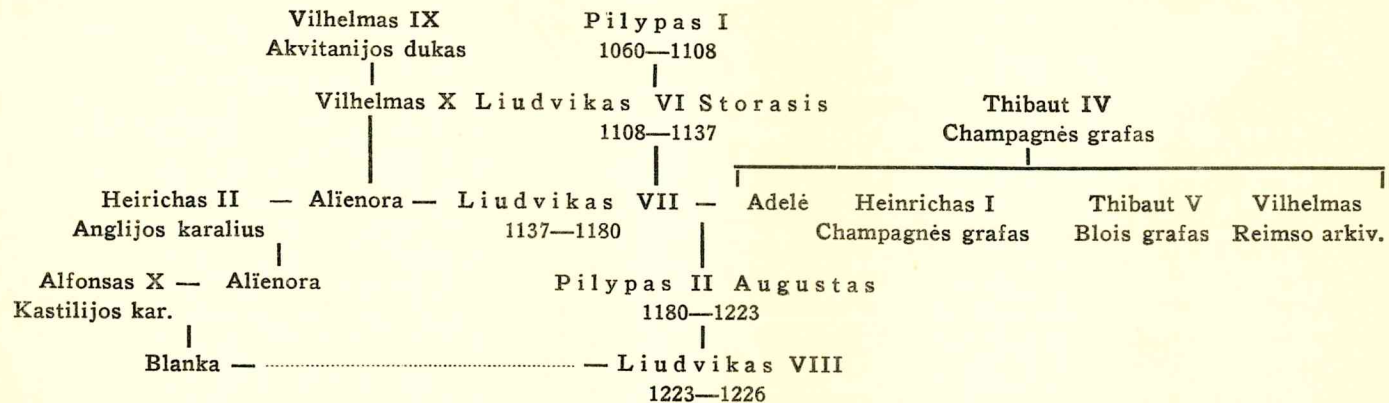 Vilhelmas IX Pilypas I
Akvitanijos dukas 1060—1108
Vilhelmas X Liudvikas VI Storasis Thibaut IV
1108—1137 Champagnės grafas
Heirichas II — Alïenora — Liudvikas VII — Adelė Heinrichas I Thibaut V Vilhelmas
Anglijos karalius 1137—1180 Champagnės grafas Blois grafas Reimso arkiv.
Alfonsas X — Alïenora Pilypas II Augustas
Kastilijos kar. 1180—1223
Blanka — — Liudvikas VIII
1223—1226